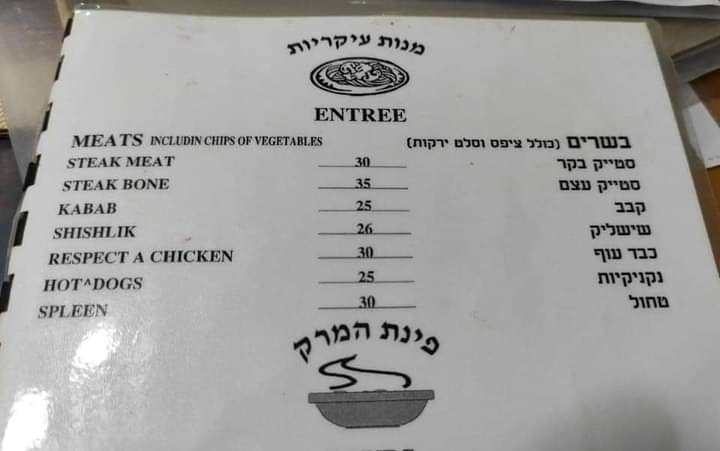 מנות עיקריות
ENTREE
MEATS INCLUDIN CHIPS OF VEGETABLES בשרים (כולל ציפס וסלט ירקות)
STEAK MEAT 30 סטייק בקר
STEAK BONE 35 סטייק עצם
KABAB 25 קבב
SHISHLIK 26 שישליק
RESPECT A CHICKEN 30 כבד עוף
HOT^DOGS 25 נקניקיות
SPLEEN 30 טחול
פינת המרק